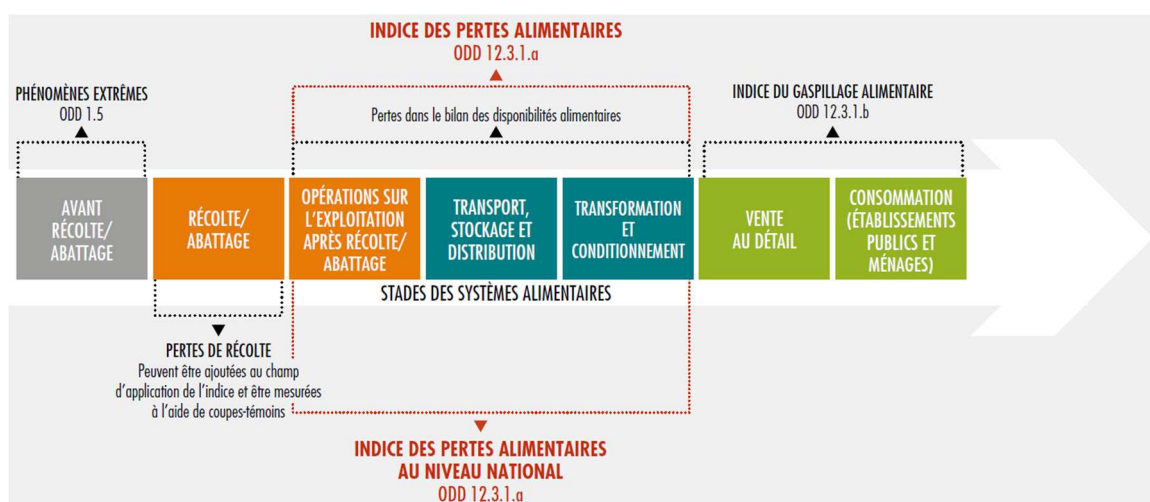 INDICE DES PERTES ALIMENTAIRES
ODD 12.3.1.a
PHÉNOMÈNES EXTRÊMES
ODD 1.5
Pertes dans le bilan des disponibilités alimentaires
INDICE DU GASPILLAGE ALIMENTAIRE
ODD 12.3.1.b
AVANT
RÉCOLTE/
ABATTAGE
RÉCOLTE/
ABATTAGE
OPÉRATIONS SUR
L'EXPLOITATION
APRÈS RÉCOLTE/
ABATTAGE
TRANSPORT,
STOCKAGE ET
DISTRIBUTION
TRANSFORMATION
ET
CONDITIONNEMENT
VENTE
AU DÉTAIL
CONSOMMATION
(ÉTABLISSEMENTS
PUBLICS ET
MÉNAGES)
STADES DES SYSTÈMES ALIMENTAIRES
PERTES DE RÉCOLTE
Peuvent être ajoutées au champ
d'application de l'indice et être mesurées
à l'aide de coupes-témoins
INDICE DES PERTES ALIMENTAIRES
AU NIVEAU NATIONAL
ODD 12.3.1.a